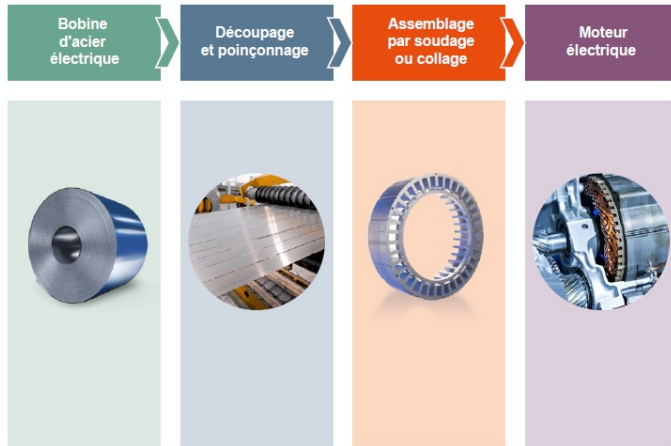 Bobine
d'acier
électrique
Découpage
et poinçonnage
Assemblage
par soudage
ou collage
Moteur
électrique